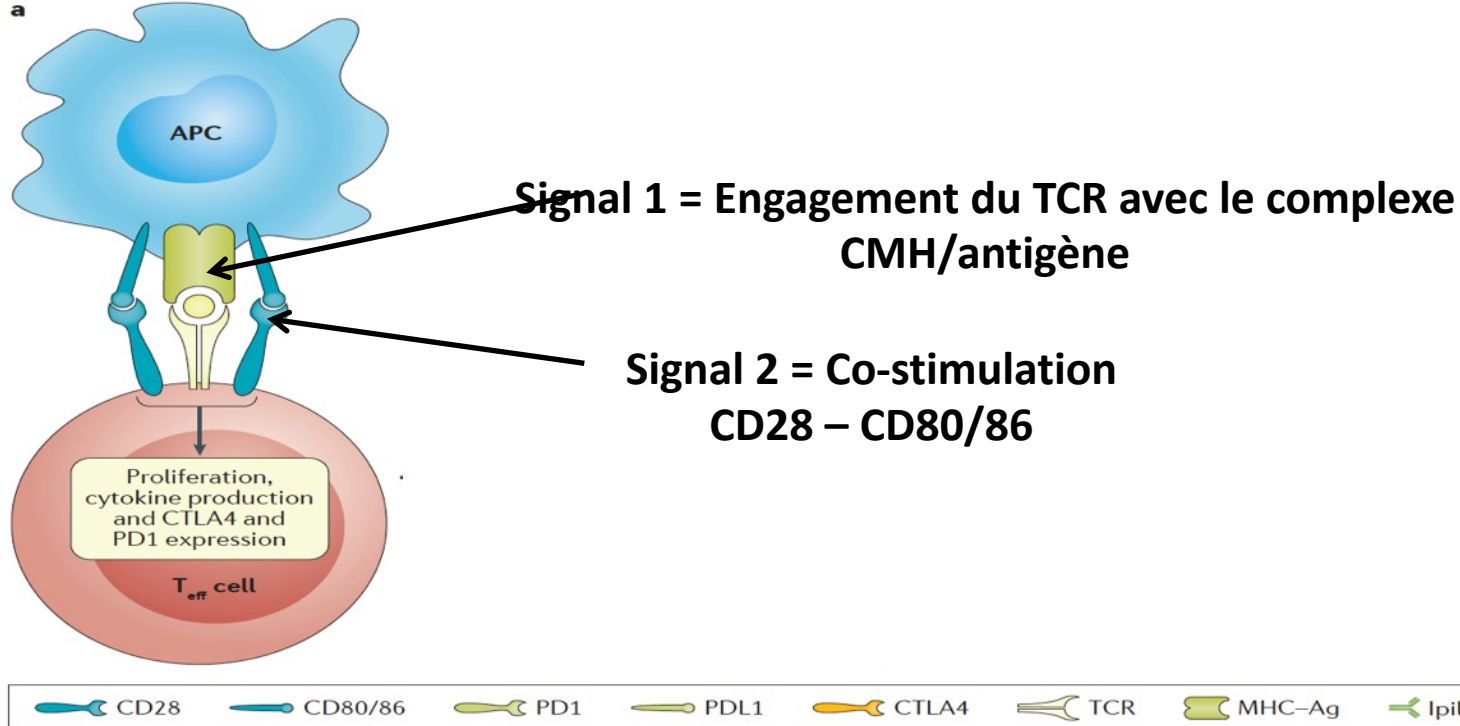 a
APC
Signal 1 = Engagement du TCR avec le complexe
CMH/antigène
Signal 2 = Co-stimulation
CD28 – CD80/86
Proliferation,
cytokine production
and CTLA4 and
PD1 expression
Teff cell
CD28 CD80/86 PD1 PDL1 CTLA4 TCR MHC–Ag